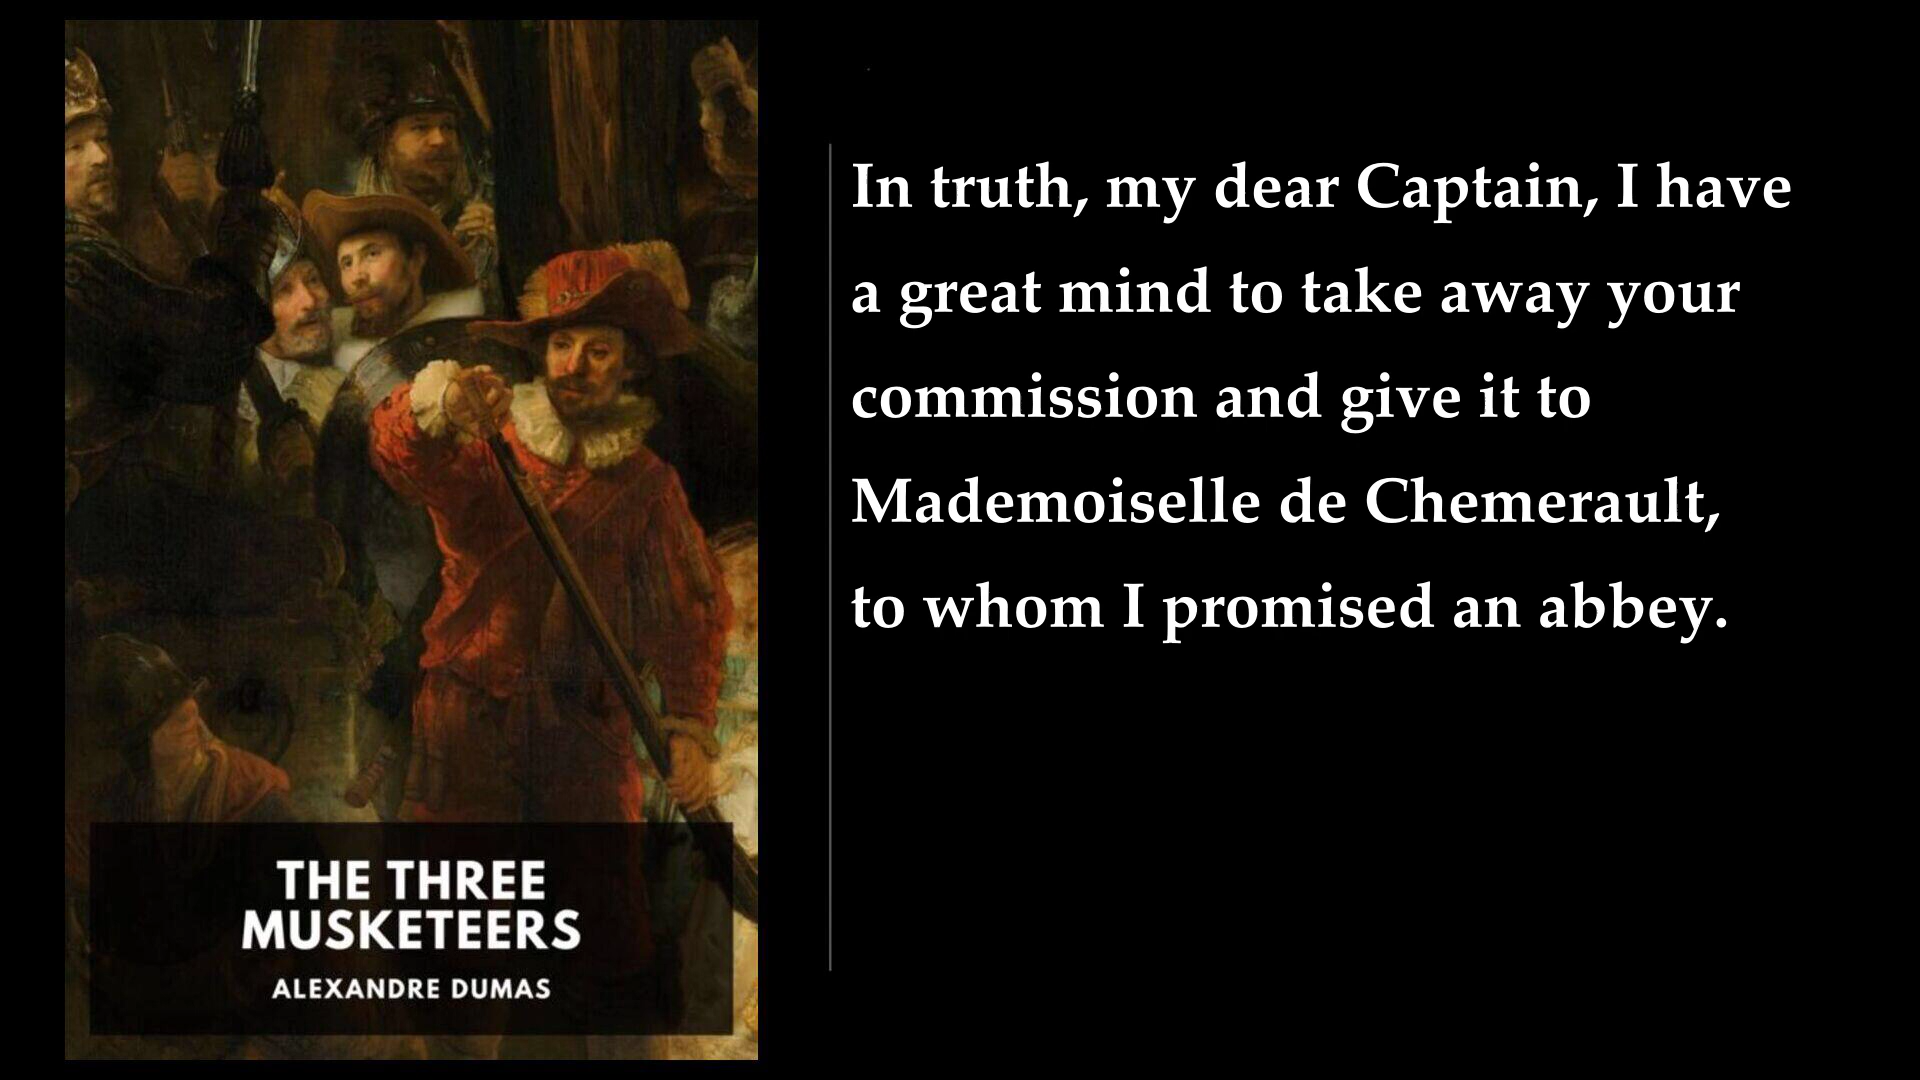 In truth, my dear Captain, I have
a great mind to take away your
commission and give it to
Mademoiselle de Chemerault,
to whom I promised an abbey.
THE THREE
MUSKETEERS
ALEXANDRE DUMAS